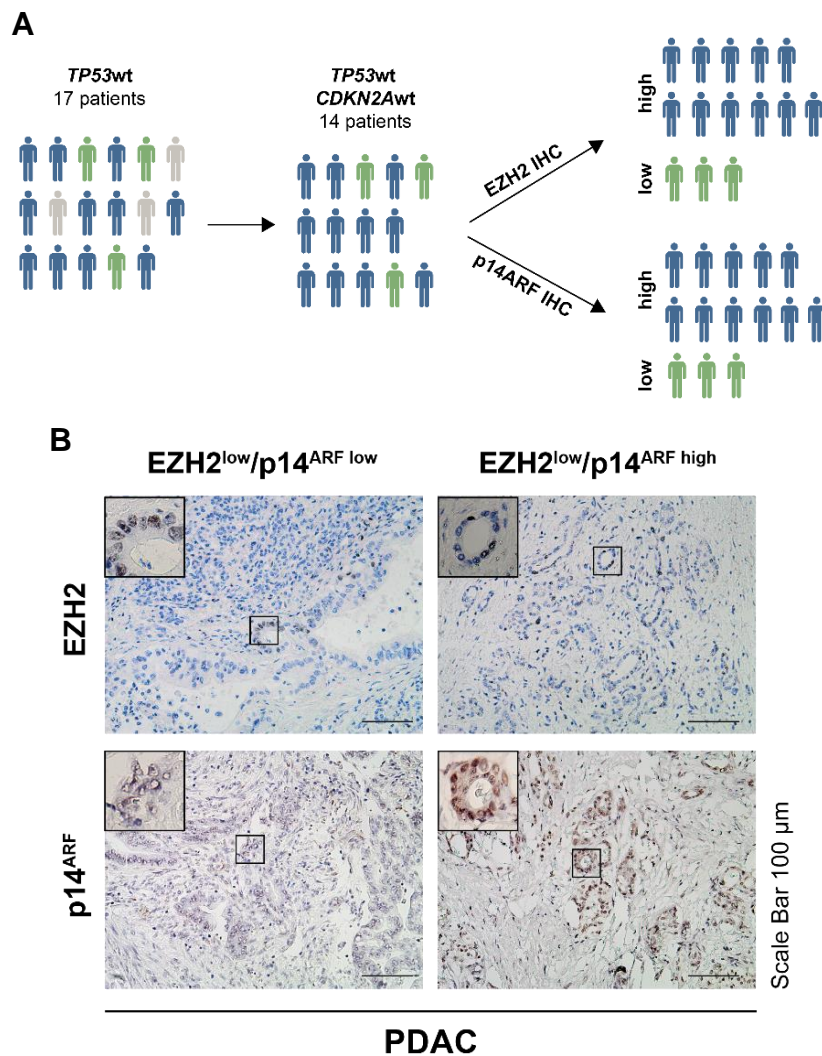 A
TP53wt
17 patients
TP53wt
CDKN2Awt
14 patients
EZH2 IHC
p14ARF IHC
high
low
high
low
B
EZH2low/p14ARF low
EZH2low/p14ARF high
EZH2
p14ARF
Scale Bar 100 µm
PDAC